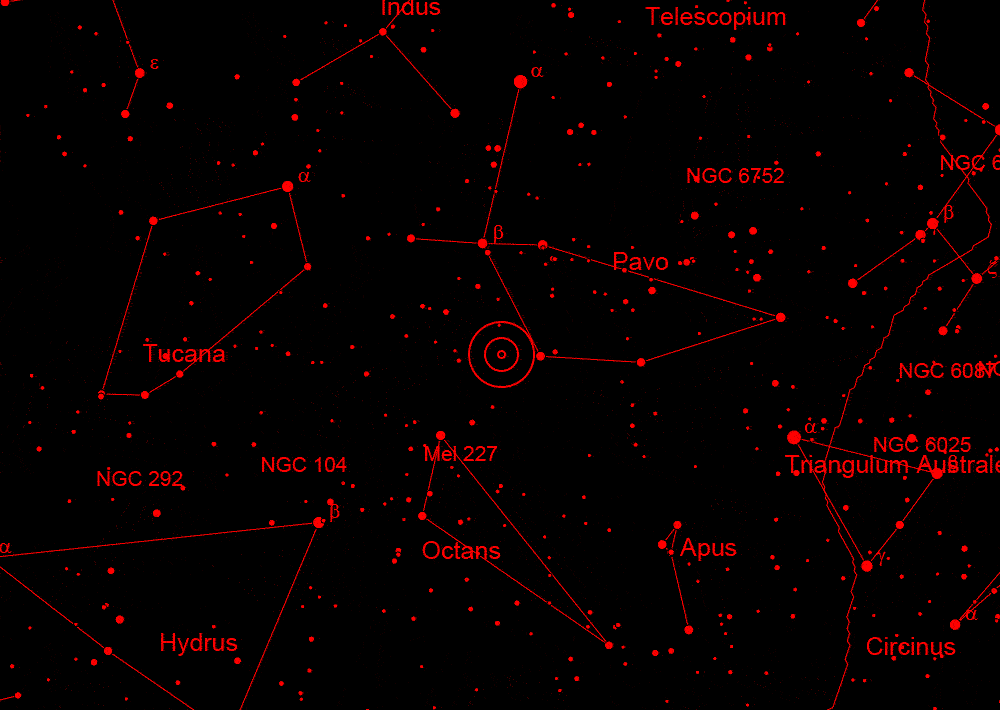 Indus
Telescopium
ε
α
NGC 6752
α
β
β
Pavo
Tucana
NGC 6087
α
NGC 6025
Mel 227
NGC 104
Triangulum Australe
β
NGC 292
β
α
Octans
Apus
γ
α
Hydrus
Circinus